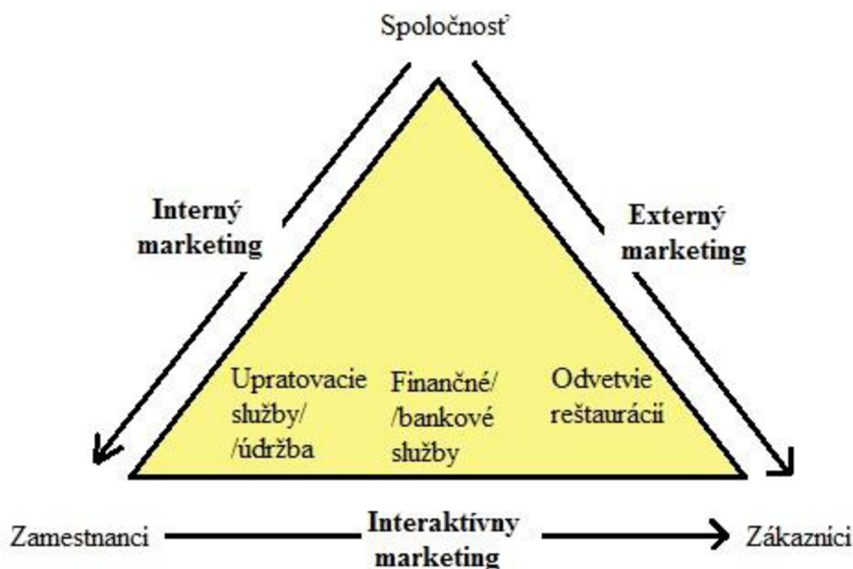 Spoločnosť
Interný
marketing
Externý
marketing
Upratovacie
služby/
/údržba
Finančné/
/bankové
služby
Odvetvie
reštaurácií
Zamestnanci
Interaktívny
marketing
Zákazníci